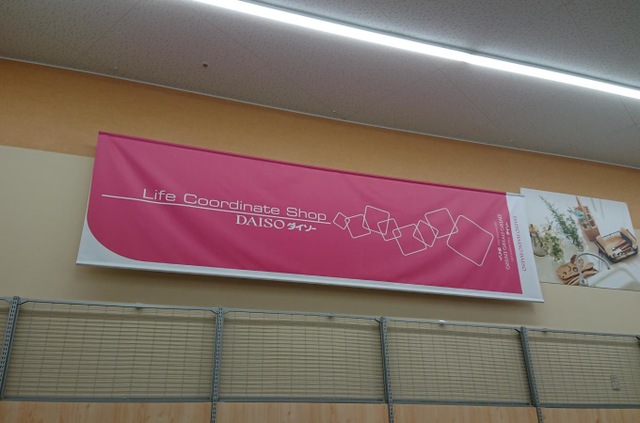 Life Coordinate Shop
DAISO ダイソー